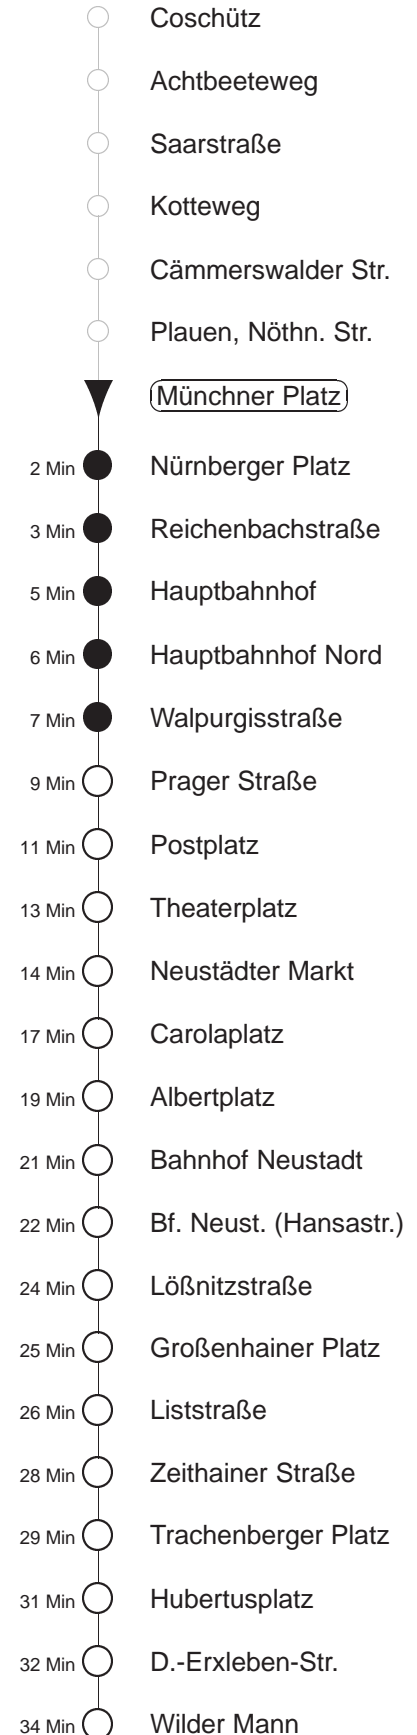 Coschütz
Achtbeeteweg
Saarstraße
Kotteweg
Cämmerswalder Str.
Plauen, Nöthn. Str.
Münchner Platz
2 Min Nürnberger Platz
3 Min Reichenbachstraße
5 Min Hauptbahnhof
6 Min Hauptbahnhof Nord
7 Min Walpurgisstraße
9 Min Prager Straße
11 Min Postplatz
13 Min Theaterplatz
14 Min Neustädter Markt
17 Min Carolaplatz
19 Min Albertplatz
21 Min Bahnhof Neustadt
22 Min Bf. Neust. (Hansastr.)
24 Min Lößnitzstraße
25 Min Großenhainer Platz
26 Min Liststraße
28 Min Zeithainer Straße
29 Min Trachenberger Platz
31 Min Hubertusplatz
32 Min D.-Erxleben-Str.
34 Min Wilder Mann